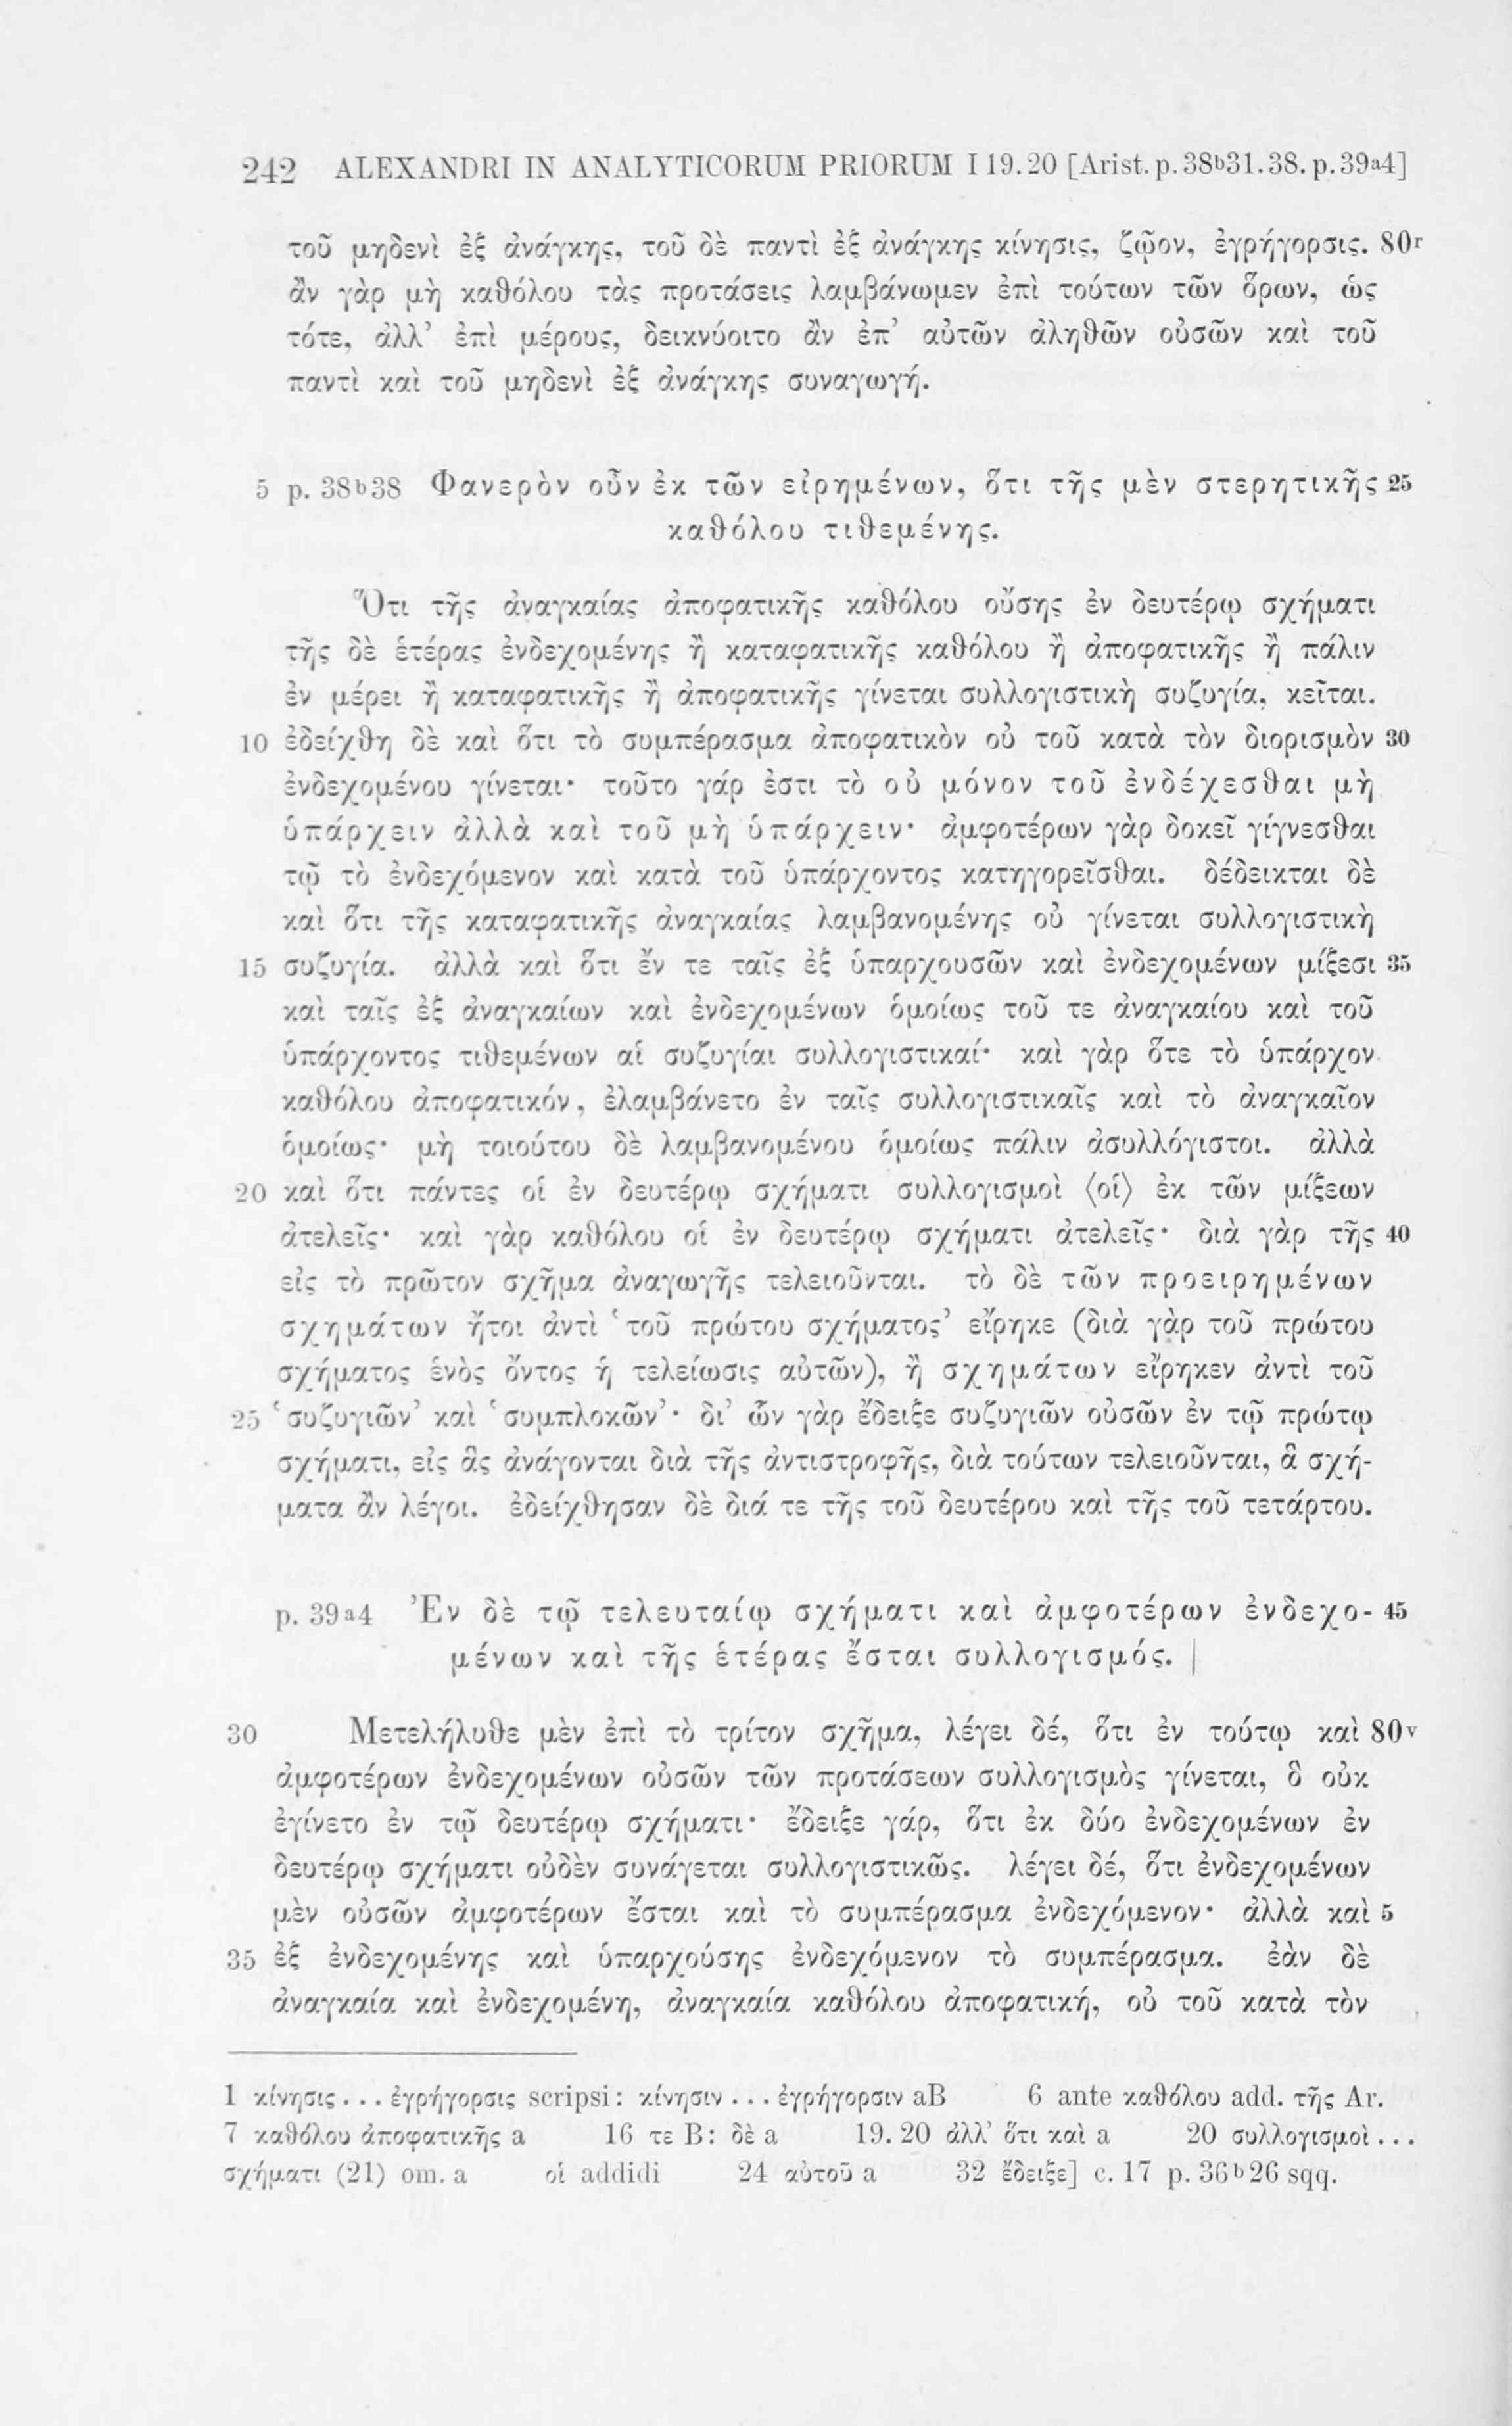 242 ALEXANDRI IN ANALYTICORUM PRIORUM I 19.20 [Arist. p. 38b31. 38. p. 39a4]
τοῦ μηδενὶ ἐξ ἀνάγκης, τοῦ δὲ παντὶ ἐξ ἀνάγκης κίνησις, ζῷον, ἐγρήγορσις. 80r
ἂν γὰρ μὴ καθόλου τὰς προτάσεις λαμβάνωμεν ἐπὶ τούτων τῶν ὅρων, ὡς
τότε, ἀλλ’ ἐπὶ μέρους, δεικνύοιτο ἂν ἐπ’ αὐτῶν ἀληθῶν οὐσῶν καὶ τοῦ
παντὶ καὶ τοῦ μηδενὶ ἐξ ἀνάγκης συναγωγή.
5 p. 38b38 Φανερὸν οὖν ἐκ τῶν εἰρημένων, ὅτι τῆς μὲν στερητικῆς 25
καθόλου τιθεμένης.
Ὅτι τῆς ἀναγκαίας ἀποφατικῆς καθόλου οὔσης ἐν δευτέρῳ σχήματι
τῆς δὲ ἑτέρας ἐνδεχομένης ἢ καταφατικῆς καθόλου ἢ ἀποφατικῆς ἢ πάλιν
ἐν μέρει ἢ καταφατικῆς ἢ ἀποφατικῆς γίνεται συλλογιστικὴ συζυγία, κεῖται.
10 ἐδείχθη δὲ καὶ ὅτι τὸ συμπέρασμα ἀποφατικὸν οὐ τοῦ κατὰ τὸν διορισμὸν 30
ἐνδεχομένου γίνεται· τοῦτο γάρ ἐστι τὸ οὐ μόνον τοῦ ἐνδέχεσθαι μὴ
ὑπάρχειν ἀλλὰ καὶ τοῦ μὴ ὑπάρχειν· ἀμφοτέρων γὰρ δοκεῖ γίγνεσθαι
τῷ τὸ ἐνδεχόμενον καὶ κατὰ τοῦ ὑπάρχοντος κατηγορεῖσθαι. δέδεικται δὲ
καὶ ὅτι τῆς καταφατικῆς ἀναγκαίας λαμβανομένης οὐ γίνεται συλλογιστικὴ
15 συζυγία. ἀλλὰ καὶ ὅτι ἔν τε ταῖς ἐξ ὑπαρχουσῶν καὶ ἐνδεχομένων μίξεσι 35
καὶ ταῖς ἐξ ἀναγκαίων καὶ ἐνδεχομένων ὁμοίως τοῦ τε ἀναγκαίου καὶ τοῦ
ὑπάρχοντος τιθεμένων αἱ συζυγίαι συλλογιστικαί· καὶ γὰρ ὅτε τὸ ὑπάρχον
καθόλου ἀποφατικόν, ἐλαμβάνετο ἐν ταῖς συλλογιστικαῖς καὶ τὸ ἀναγκαῖον
ὁμοίως· μὴ τοιούτου δὲ λαμβανομένου ὁμοίως πάλιν ἀσυλλόγιστοι. ἀλλὰ
20 καὶ ὅτι πάντες οἱ ἐν δευτέρῳ σχήματι συλλογισμοὶ ⟨οἱ⟩ ἐκ τῶν μίξεων
ἀτελεῖς· καὶ γὰρ καθόλου οἱ ἐν δευτέρῳ σχήματι ἀτελεῖς· διὰ γὰρ τῆς 40
εἰς τὸ πρῶτον σχῆμα ἀναγωγῆς τελειοῦνται. τὸ δὲ τῶν προειρημένων
σχημάτων ἤτοι ἀντὶ ‘τοῦ πρώτου σχήματος’ εἴρηκε (διὰ γὰρ τοῦ πρώτου
σχήματος ἑνὸς ὄντος ἡ τελείωσις αὐτῶν), ἢ σχημάτων εἴρηκεν ἀντὶ τοῦ
25 ‘συζυγιῶν’ καὶ ‘συμπλοκῶν’· δι’ ὧν γὰρ ἔδειξε συζυγιῶν οὐσῶν ἐν τῷ πρώτῳ
σχήματι, εἰς ἃς ἀνάγονται διὰ τῆς ἀντιστροφῆς, διὰ τούτων τελειοῦνται, ἃ σχή-
ματα ἂν λέγοι. ἐδείχθησαν δὲ διά τε τῆς τοῦ δευτέρου καὶ τῆς τοῦ τετάρτου.
p. 39a4 Ἐν δὲ τῷ τελευταίῳ σχήματι καὶ ἀμφοτέρων ἐνδεχο- 45
μένων καὶ τῆς ἑτέρας ἔσται συλλογισμός. |
30 Μετελήλυθε μὲν ἐπὶ τὸ τρίτον σχῆμα, λέγει δέ, ὅτι ἐν τούτῳ καὶ 80v
ἀμφοτέρων ἐνδεχομένων οὐσῶν τῶν προτάσεων συλλογισμὸς γίνεται, ὃ οὐκ
ἐγίνετο ἐν τῷ δευτέρῳ σχήματι· ἔδειξε γάρ, ὅτι ἐκ δύο ἐνδεχομένων ἐν
δευτέρῳ σχήματι οὐδὲν συνάγεται συλλογιστικῶς. λέγει δέ, ὅτι ἐνδεχομένων
μὲν οὐσῶν ἀμφοτέρων ἔσται καὶ τὸ συμπέρασμα ἐνδεχόμενον· ἀλλὰ καὶ 5
35 ἐξ ἐνδεχομένης καὶ ὑπαρχούσης ἐνδεχόμενον τὸ συμπέρασμα. ἐὰν δὲ
ἀναγκαία καὶ ἐνδεχομένη, ἀναγκαία καθόλου ἀποφατική, οὐ τοῦ κατὰ τὸν
1 κίνησις . . . ἐγρήγορσις scripsi: κίνησιν . . . ἐγρήγορσιν aB 6 ante καθόλου add. τῆς Ar.
7 καθόλου ἀποφατικῆς a 16 τε B: δὲ a 19. 20 ἀλλ’ ὅτι καὶ a 20 συλλογισμοὶ . . .
σχήματι (21) om. a οἱ addidi 24 αὐτοῦ a 32 ἔδειξε] c. 17 p. 36b26 sqq.